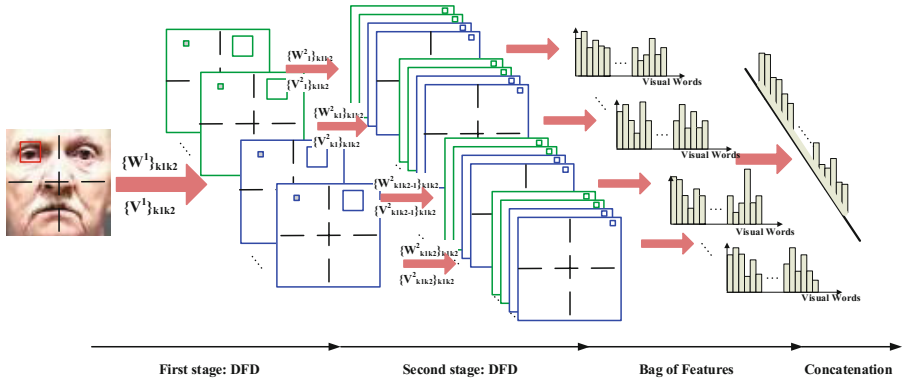 {W¹}k1k2
{V¹}k1k2
{W²1}k1k2
{V²1}k1k2
{W²k1}k1k2
{V²k1}k1k2
{W²k1k2-1}k1k2
{V²k1k2-1}k1k2
{W²k1k2}k1k2
{V²k1k2}k1k2
...
Visual Words
...
Visual Words
...
Visual Words
...
Visual Words
First stage: DFD
Second stage: DFD
Bag of Features
Concatenation